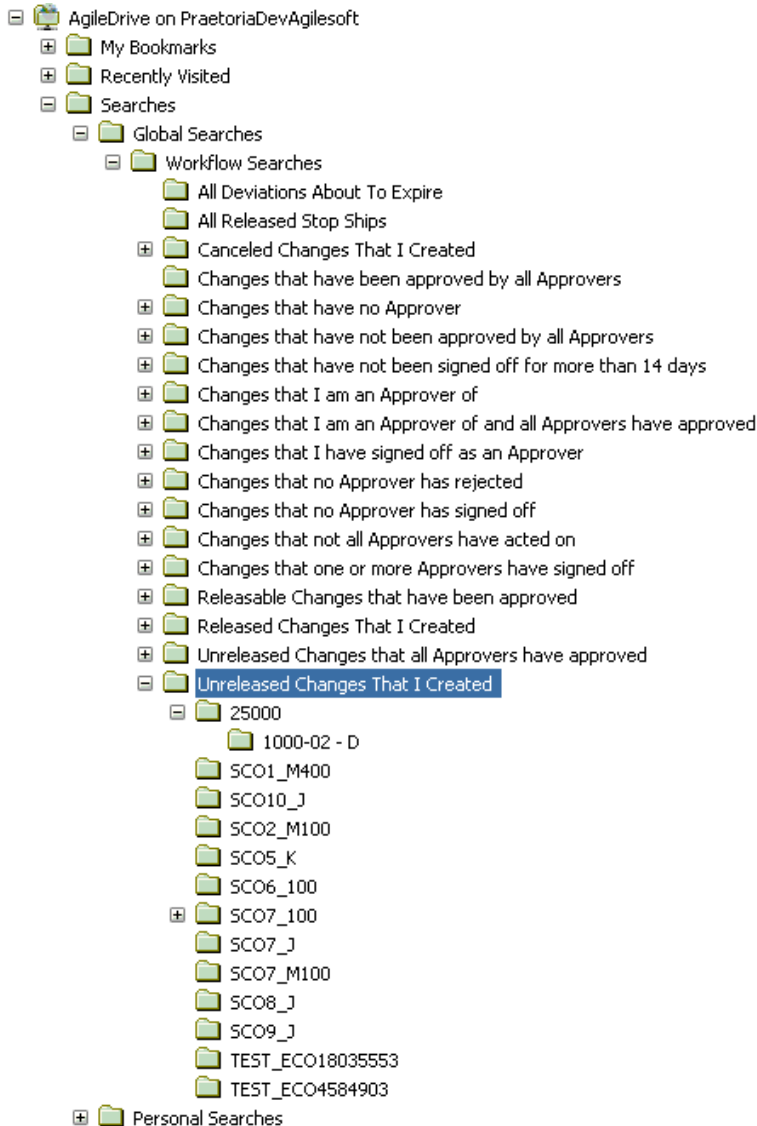 AgileDrive on PraetoriaDevAgilesoft
My Bookmarks
Recently Visited
Searches
Global Searches
Workflow Searches
All Deviations About To Expire
All Released Stop Ships
Canceled Changes That I Created
Changes that have been approved by all Approvers
Changes that have no Approver
Changes that have not been approved by all Approvers
Changes that have not been signed off for more than 14 days
Changes that I am an Approver of
Changes that I am an Approver of and all Approvers have approved
Changes that I have signed off as an Approver
Changes that no Approver has rejected
Changes that no Approver has signed off
Changes that not all Approvers have acted on
Changes that one or more Approvers have signed off
Releasable Changes that have been approved
Released Changes That I Created
Unreleased Changes that all Approvers have approved
Unreleased Changes That I Created
25000
1000-02 - D
SCO1_M400
SCO10_J
SCO2_M100
SCO5_K
SCO6_100
SCO7_100
SCO7_J
SCO7_M100
SCO8_J
SCO9_J
TEST_ECO18035553
TEST_ECO4584903
Personal Searches